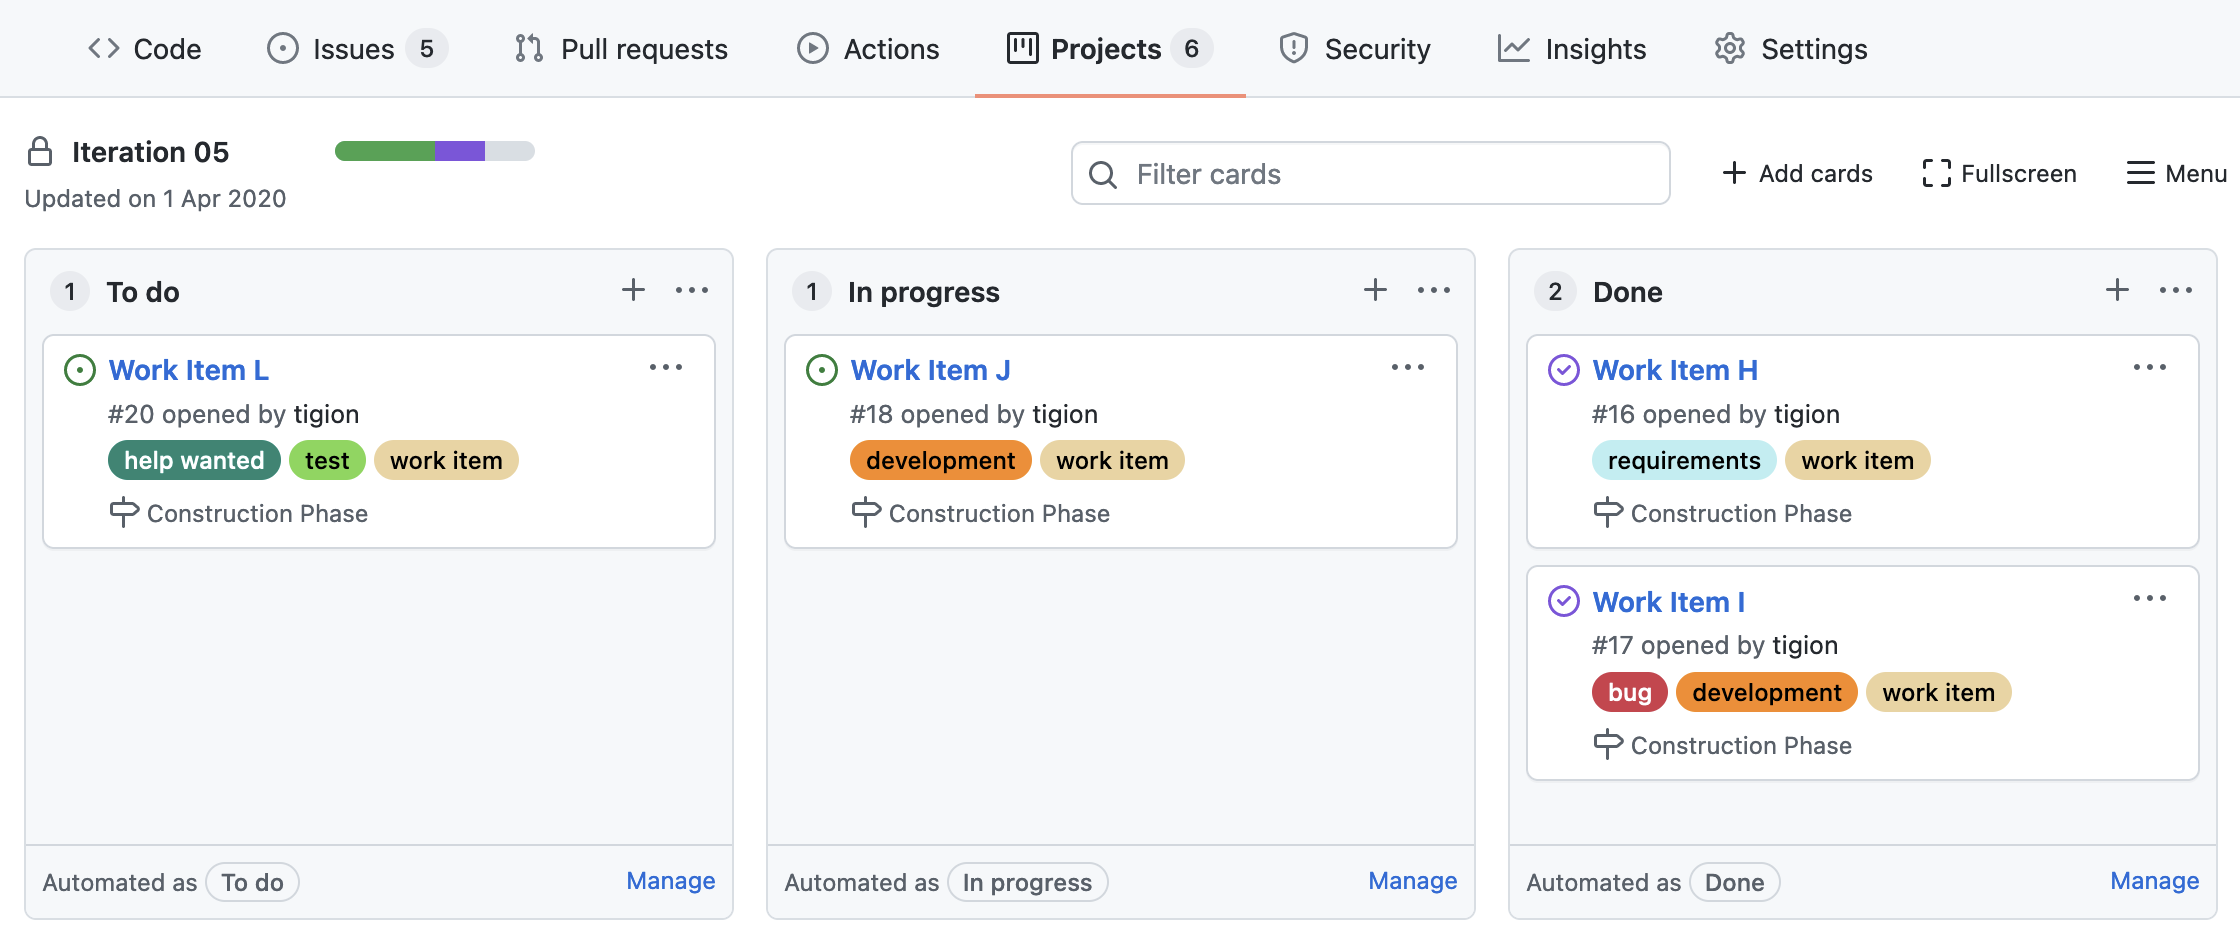 Code Issues 5 Pull requests Actions Projects 6 Security Insights Settings
Iteration 05
Updated on 1 Apr 2020
Filter cards
Add cards Fullscreen Menu
1 To do
Work Item L
#20 opened by tigion
help wanted test work item
Construction Phase
Automated as To do Manage
1 In progress
Work Item J
#18 opened by tigion
development work item
Construction Phase
Automated as In progress Manage
2 Done
Work Item H
#16 opened by tigion
requirements work item
Construction Phase
Work Item I
#17 opened by tigion
bug development work item
Construction Phase
Automated as Done Manage